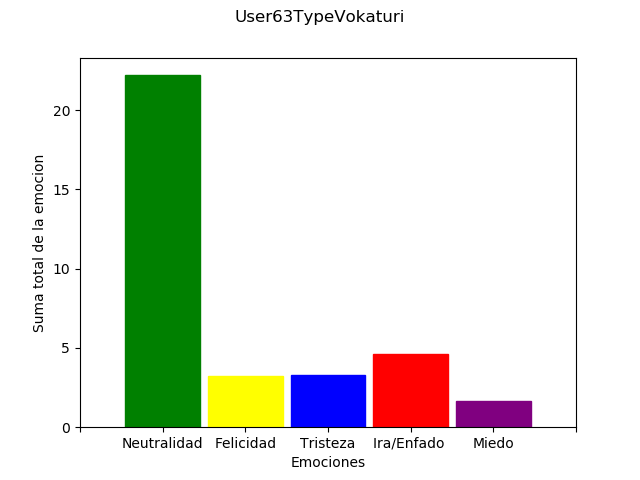 User63TypeVokaturi
Suma total de la emocion
20
15
10
5
0
Neutralidad Felicidad Tristeza Ira/Enfado Miedo
Emociones